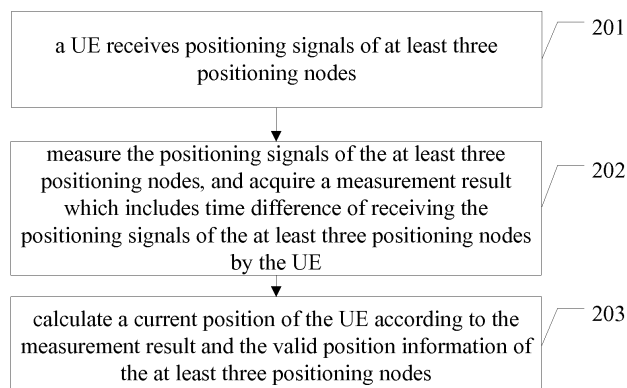 a UE receives positioning signals of at least three
positioning nodes
201
measure the positioning signals of the at least three
positioning nodes, and acquire a measurement result
which includes time difference of receiving the
positioning signals of the at least three positioning nodes
by the UE
202
calculate a current position of the UE according to the
measurement result and the valid position information of
the at least three positioning nodes
203